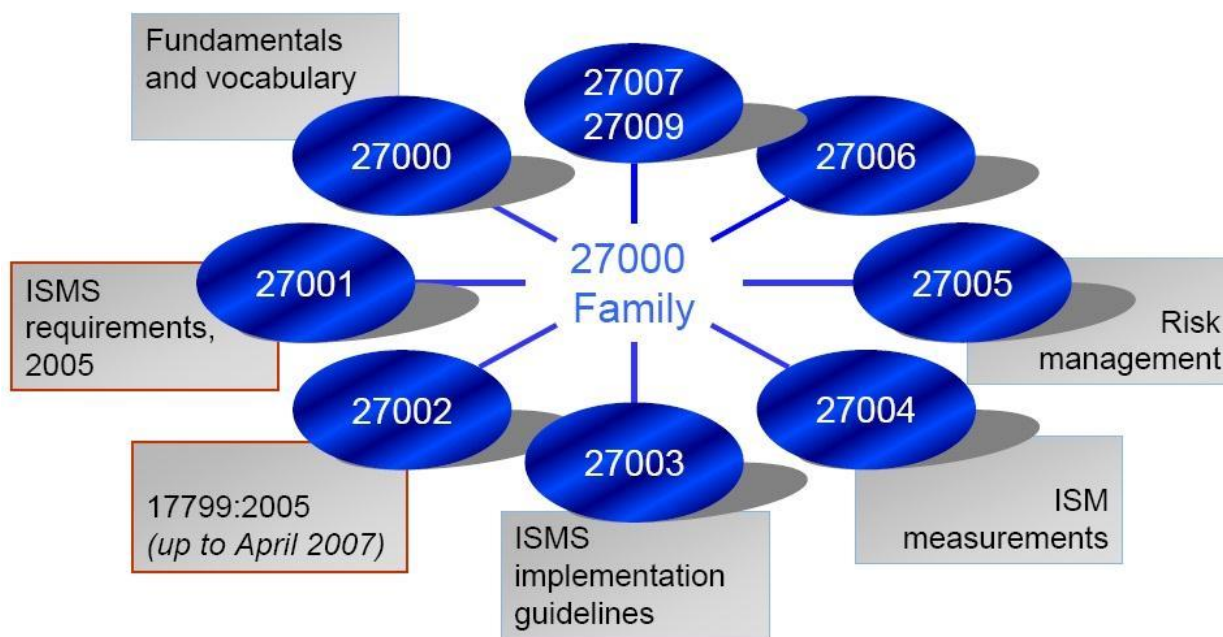 Fundamentals
and vocabulary
27000
27007
27009
27006
27001
ISMS
requirements,
2005
27000
Family
27005
Risk
management
27002
17799:2005
(up to April 2007)
27003
ISMS
implementation
guidelines
27004
ISM
measurements